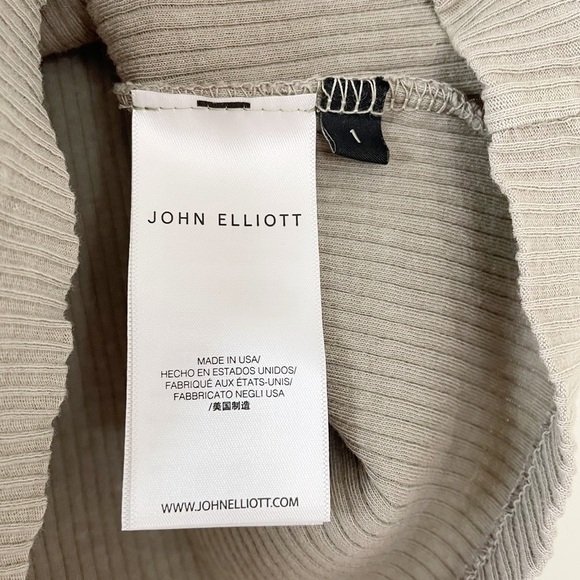 JOHN ELLIOTT
1
MADE IN USA/
HECHO EN ESTADOS UNIDOS/
FABRIQUÉ AUX ÉTATS-UNIS/
FABBRICATO NEGLI USA
/美国制造
WWW.JOHNELLIOTT.COM